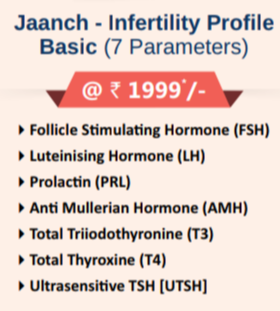 Jaanch - Infertility Profile
Basic (7 Parameters)
@ ₹ 1999*/-
Follicle Stimulating Hormone (FSH)
Luteinising Hormone (LH)
Prolactin (PRL)
Anti Mullerian Hormone (AMH)
Total Triiodothyronine (T3)
Total Thyroxine (T4)
Ultrasensitive TSH [UTSH]